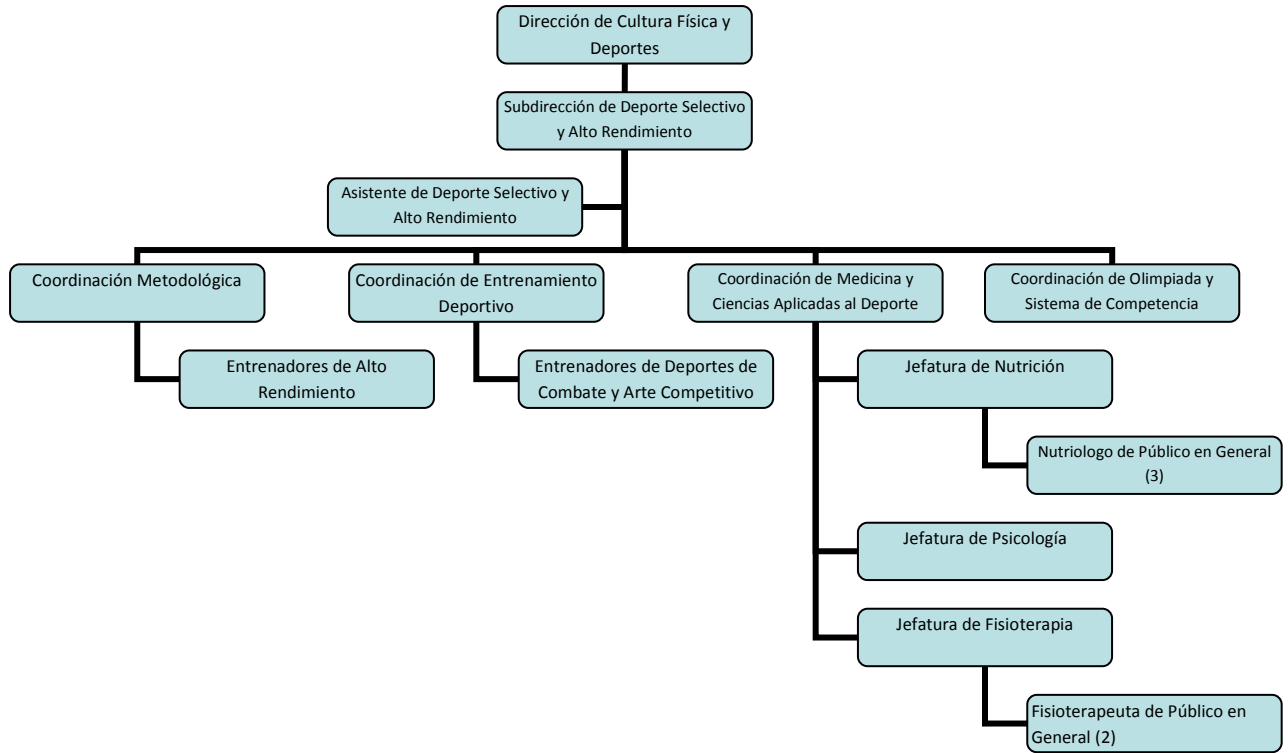 Dirección de Cultura Física y
Deportes
Subdirección de Deporte Selectivo
y Alto Rendimiento
Asistente de Deporte Selectivo y
Alto Rendimiento
Coordinación Metodológica
Coordinación de Entrenamiento
Deportivo
Coordinación de Medicina y
Ciencias Aplicadas al Deporte
Coordinación de Olimpiada y
Sistema de Competencia
Entrenadores de Alto
Rendimiento
Entrenadores de Deportes de
Combate y Arte Competitivo
Jefatura de Nutrición
Nutriologo de Público en General
(3)
Jefatura de Psicología
Jefatura de Fisioterapia
Fisioterapeuta de Público en
General (2)